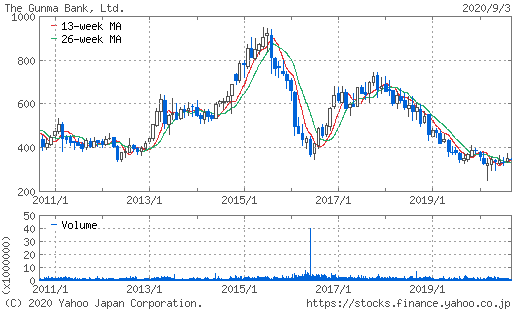 The Gunma Bank, Ltd. 2020/9/3
1000
13-week MA
26-week MA
800
600
400
200
2011/1 2013/1 2015/1 2017/1 2019/1
50
Volume
40
30
20
10
0
(x1000000)
2011/1 2013/1 2015/1 2017/1 2019/1
(C) 2020 Yahoo Japan Corporation. https://stocks.finance.yahoo.co.jp/